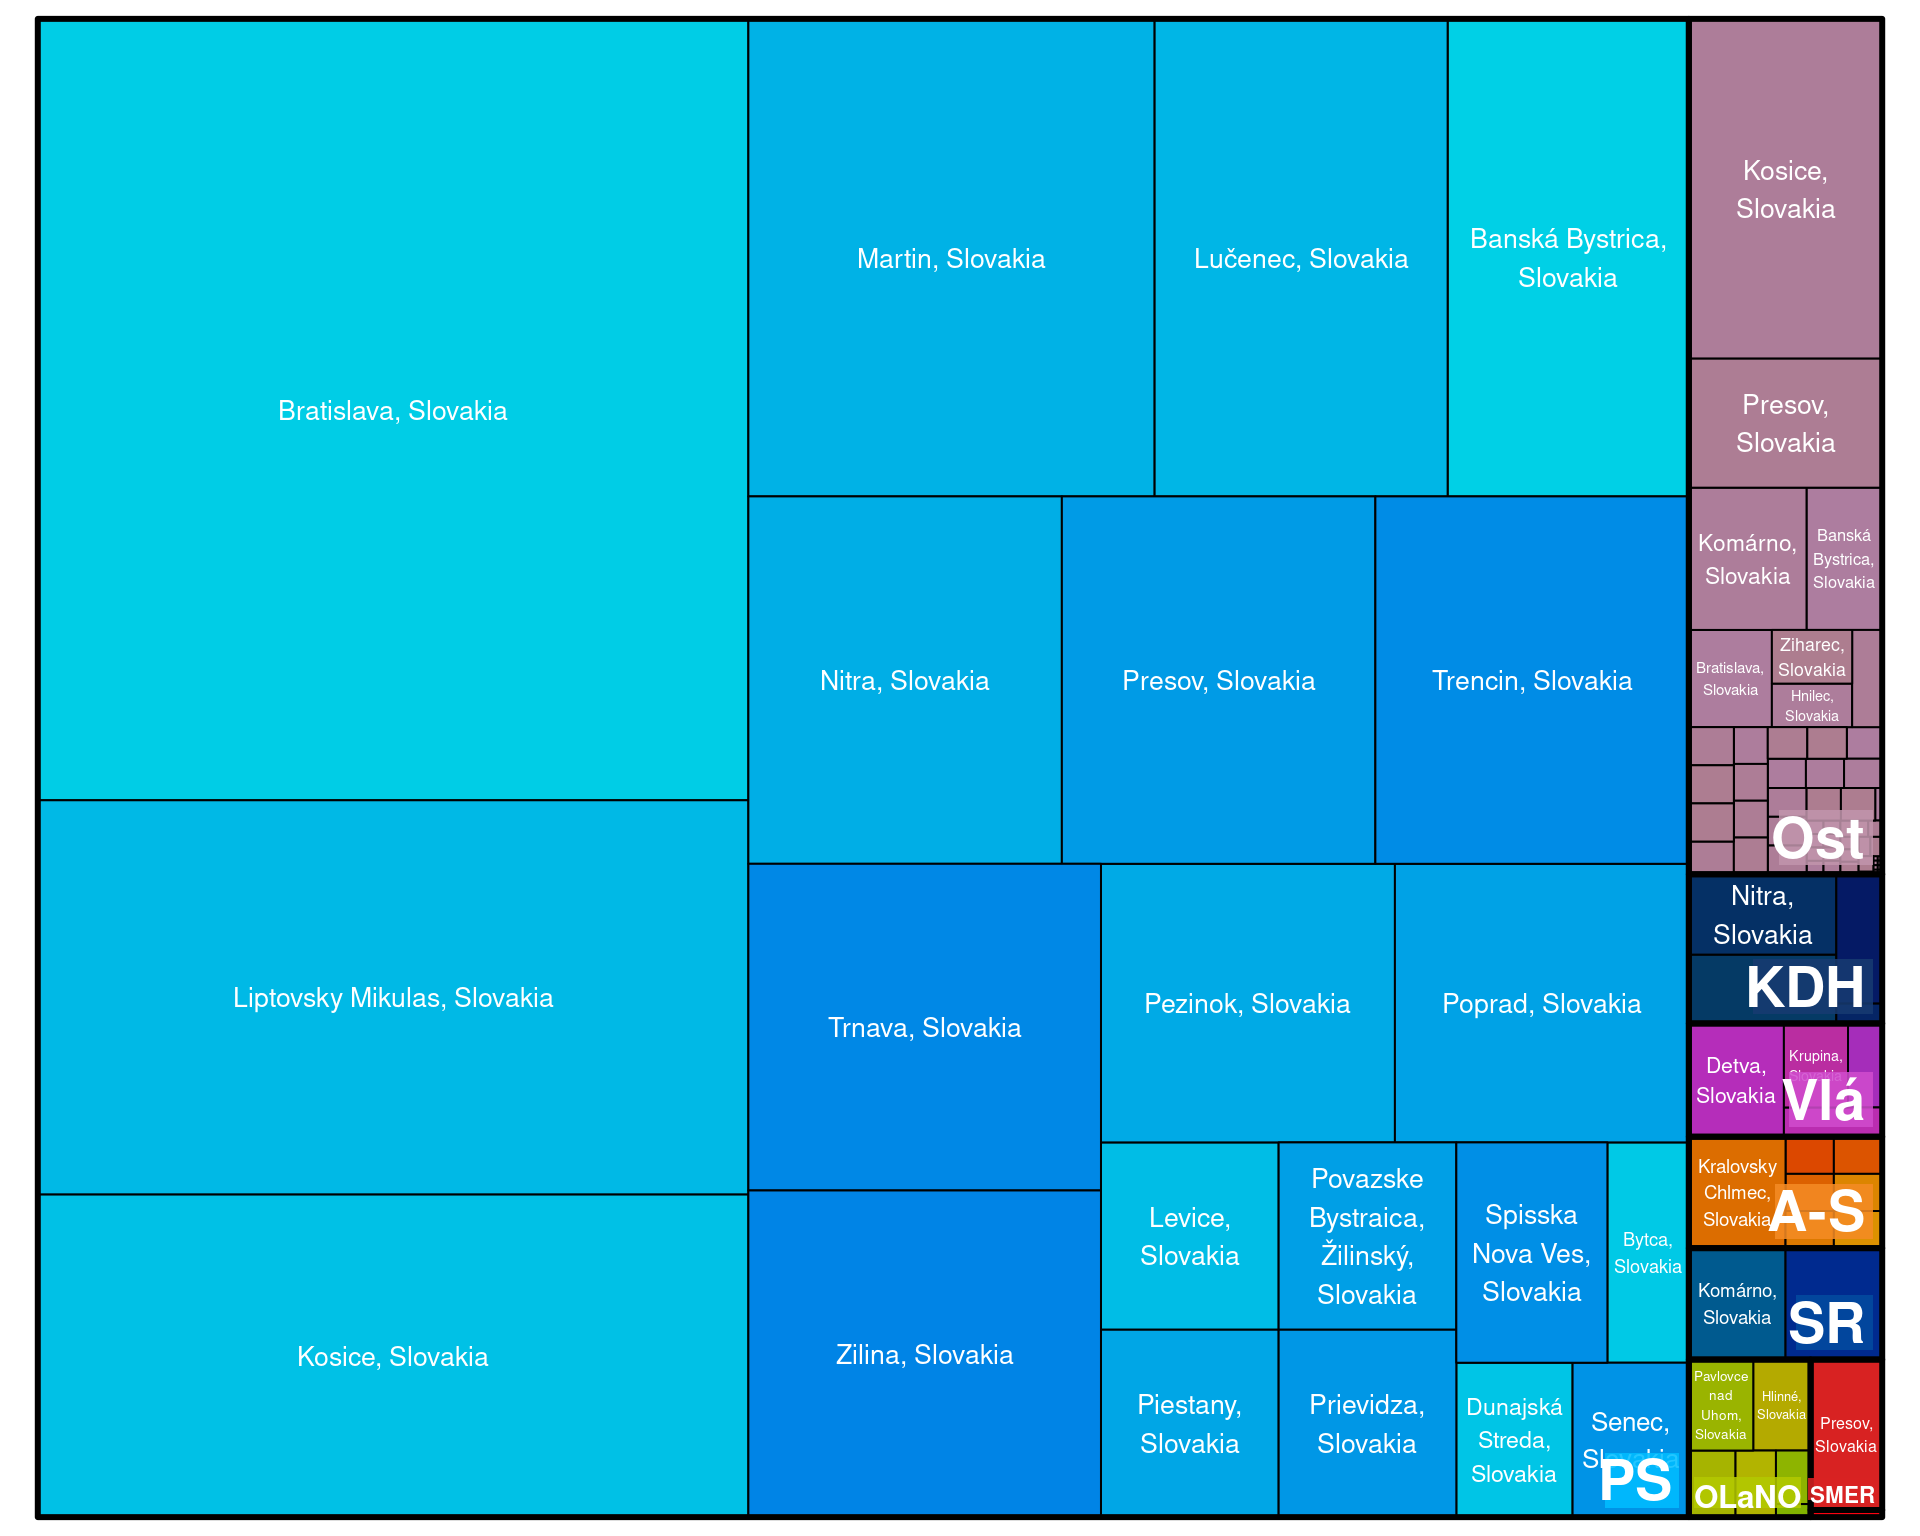 Bratislava, Slovakia
Liptovsky Mikulas, Slovakia
Kosice, Slovakia
Martin, Slovakia
Lučenec, Slovakia
Banská Bystrica,
Slovakia
Nitra, Slovakia
Presov, Slovakia
Trencin, Slovakia
Trnava, Slovakia
Zilina, Slovakia
Pezinok, Slovakia
Poprad, Slovakia
Levice,
Slovakia
Povazske
Bystraica,
Žilinský,
Slovakia
Spisska
Nova Ves,
Slovakia
Bytca,
Slovakia
Piestany,
Slovakia
Prievidza,
Slovakia
Dunajská
Streda,
Slovakia
Senec,
Slovakia
PS
Kosice,
Slovakia
Presov,
Slovakia
Komárno,
Slovakia
Banská
Bystrica,
Slovakia
Bratislava,
Slovakia
Ziharec,
Slovakia
Hnilec,
Slovakia
Ost
Nitra,
Slovakia
KDH
Detva,
Slovakia
Krupina,
Slovakia
Vlá
Kralovsky
Chlmec,
Slovakia
A-S
Komárno,
Slovakia
SR
Pavlovce
nad
Uhom,
Slovakia
Hlinné,
Slovakia
OLaNO
Presov,
Slovakia
SMER